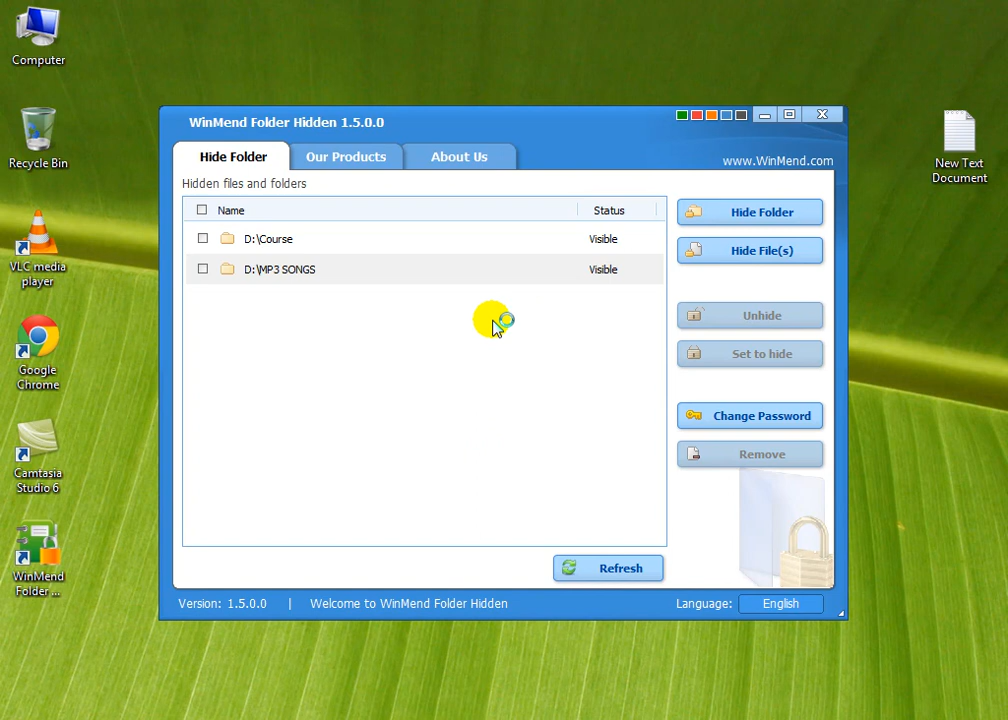 Computer
Recycle Bin
VLC media
player
Google
Chrome
Camtasia
Studio 6
WinMend
Folder ...
New Text
Document
WinMend Folder Hidden 1.5.0.0
Hide Folder
Our Products
About Us
www.WinMend.com
Hidden files and folders
Name
Status
D:\Course
Visible
D:\MP3 SONGS
Visible
Hide Folder
Hide File(s)
Unhide
Set to hide
Change Password
Remove
Refresh
Version: 1.5.0.0 | Welcome to WinMend Folder Hidden
Language: English